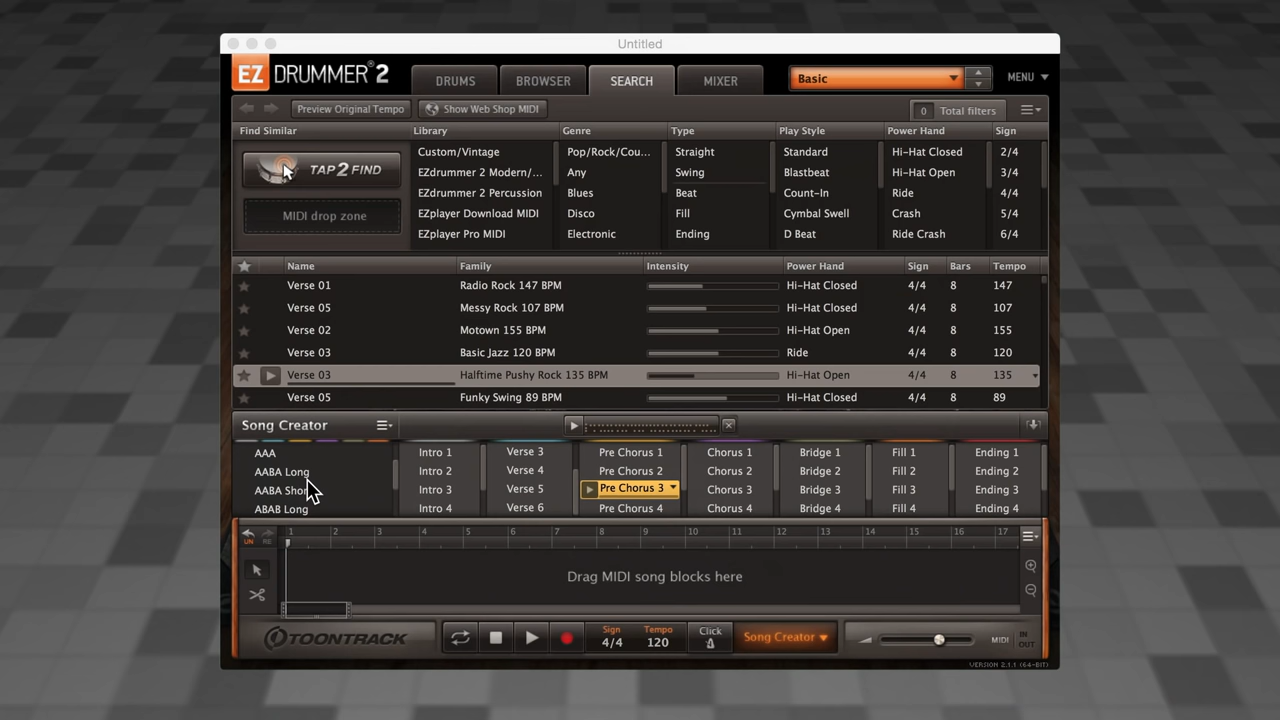 Untitled
EZ DRUMMER® 2 DRUMS BROWSER SEARCH MIXER Basic MENU
Preview Original Tempo Show Web Shop MIDI 0 Total filters
Find Similar Library Genre Type Play Style Power Hand Sign
TAP 2 FIND Custom/Vintage Pop/Rock/Cou... Straight Standard Hi-Hat Closed 2/4
EZdrummer 2 Modern/... Any Swing Blastbeat Hi-Hat Open 3/4
EZdrummer 2 Percussion Blues Beat Count-In Ride 4/4
MIDI drop zone EZplayer Download MIDI Disco Fill Cymbal Swell Crash 5/4
EZplayer Pro MIDI Electronic Ending D Beat Ride Crash 6/4
Name Family Intensity Power Hand Sign Bars Tempo
Verse 01 Radio Rock 147 BPM Hi-Hat Closed 4/4 8 147
Verse 05 Messy Rock 107 BPM Hi-Hat Closed 4/4 8 107
Verse 02 Motown 155 BPM Hi-Hat Open 4/4 8 155
Verse 03 Basic Jazz 120 BPM Ride 4/4 8 120
Verse 03 Halftime Pushy Rock 135 BPM Hi-Hat Open 4/4 8 135
Verse 05 Funky Swing 89 BPM Hi-Hat Closed 4/4 8 89
Song Creator
AAA Intro 1 Verse 3 Pre Chorus 1 Chorus 1 Bridge 1 Fill 1 Ending 1
AABA Long Intro 2 Verse 4 Pre Chorus 2 Chorus 2 Bridge 2 Fill 2 Ending 2
AABA Short Intro 3 Verse 5 Pre Chorus 3 Chorus 3 Bridge 3 Fill 3 Ending 3
ABAB Long Intro 4 Verse 6 Pre Chorus 4 Chorus 4 Bridge 4 Fill 4 Ending 4
UN RE 1 2 3 4 5 6 7 8 9 10 11 12 13 14 15 16 17
Drag MIDI song blocks here
TOONTRACK Sign 4/4 Tempo 120 Click Song Creator MIDI IN OUT
VERSION 2.1.1 (64-BIT)